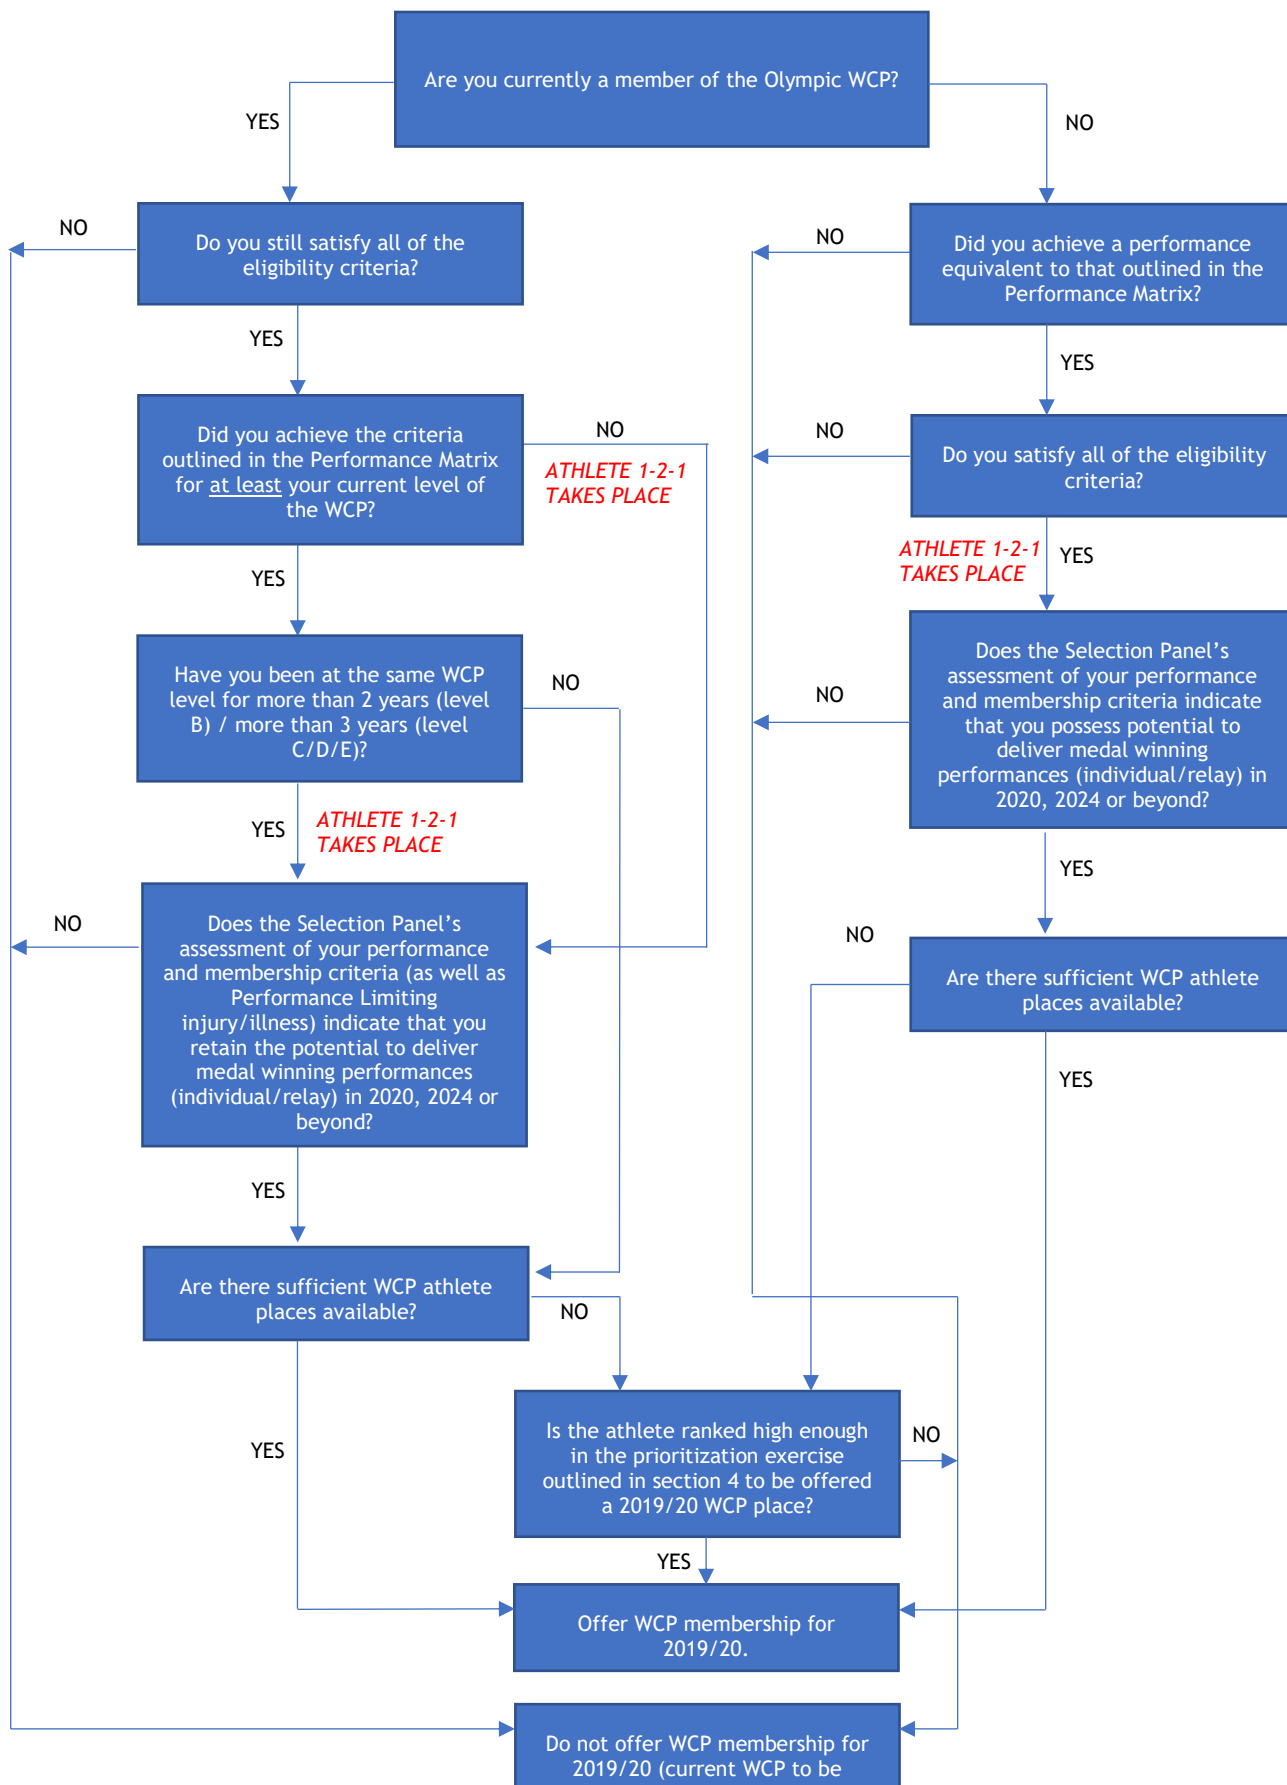 Are you currently a member of the Olympic WCP?
YES
NO
NO
Do you still satisfy all of the
eligibility criteria?
NO
Did you achieve a performance
equivalent to that outlined in the
Performance Matrix?
YES
YES
Did you achieve the criteria
outlined in the Performance Matrix
for at least your current level of
the WCP?
NO
ATHLETE 1-2-1
TAKES PLACE
NO
Do you satisfy all of the eligibility
criteria?
YES
ATHLETE 1-2-1
TAKES PLACE
YES
Have you been at the same WCP
level for more than 2 years (level
B) / more than 3 years (level
C/D/E)?
NO
NO
Does the Selection Panel’s
assessment of your performance
and membership criteria indicate
that you possess potential to
deliver medal winning
performances (individual/relay) in
2020, 2024 or beyond?
YES
ATHLETE 1-2-1
TAKES PLACE
YES
NO
Does the Selection Panel’s
assessment of your performance
and membership criteria (as well as
Performance Limiting
injury/illness) indicate that you
retain the potential to deliver
medal winning performances
(individual/relay) in 2020, 2024 or
beyond?
NO
Are there sufficient WCP athlete
places available?
YES
YES
Are there sufficient WCP athlete
places available?
NO
YES
Is the athlete ranked high enough
in the prioritization exercise
outlined in section 4 to be offered
a 2019/20 WCP place?
NO
YES
Offer WCP membership for
2019/20.
Do not offer WCP membership for
2019/20 (current WCP to be